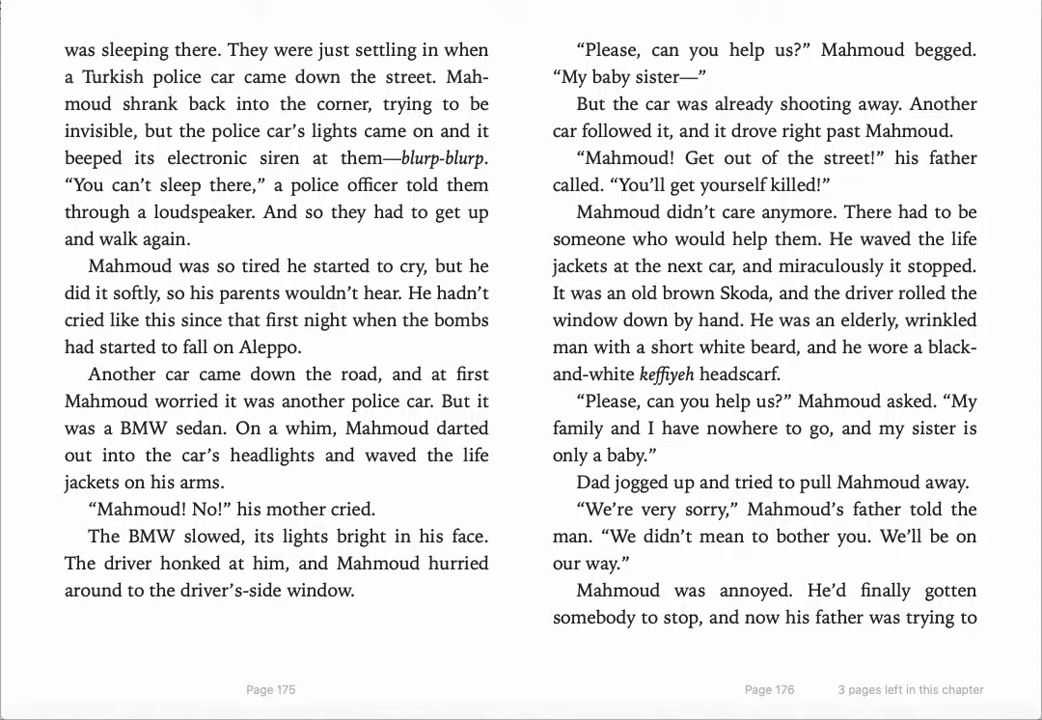 was sleeping there. They were just settling in when
a Turkish police car came down the street. Mah-
moud shrank back into the corner, trying to be
invisible, but the police car’s lights came on and it
beeped its electronic siren at them—blurp-blurp.
“You can’t sleep there,” a police officer told them
through a loudspeaker. And so they had to get up
and walk again.
Mahmoud was so tired he started to cry, but he
did it softly, so his parents wouldn’t hear. He hadn’t
cried like this since that first night when the bombs
had started to fall on Aleppo.
Another car came down the road, and at first
Mahmoud worried it was another police car. But it
was a BMW sedan. On a whim, Mahmoud darted
out into the car’s headlights and waved the life
jackets on his arms.
“Mahmoud! No!” his mother cried.
The BMW slowed, its lights bright in his face.
The driver honked at him, and Mahmoud hurried
around to the driver’s-side window.
Page 175
“Please, can you help us?” Mahmoud begged.
“My baby sister—”
But the car was already shooting away. Another
car followed it, and it drove right past Mahmoud.
“Mahmoud! Get out of the street!” his father
called. “You’ll get yourself killed!”
Mahmoud didn’t care anymore. There had to be
someone who would help them. He waved the life
jackets at the next car, and miraculously it stopped.
It was an old brown Skoda, and the driver rolled the
window down by hand. He was an elderly, wrinkled
man with a short white beard, and he wore a black-
and-white keffiyeh headscarf.
“Please, can you help us?” Mahmoud asked. “My
family and I have nowhere to go, and my sister is
only a baby.”
Dad jogged up and tried to pull Mahmoud away.
“We’re very sorry,” Mahmoud’s father told the
man. “We didn’t mean to bother you. We’ll be on
our way.”
Mahmoud was annoyed. He’d finally gotten
somebody to stop, and now his father was trying to
Page 176
3 pages left in this chapter